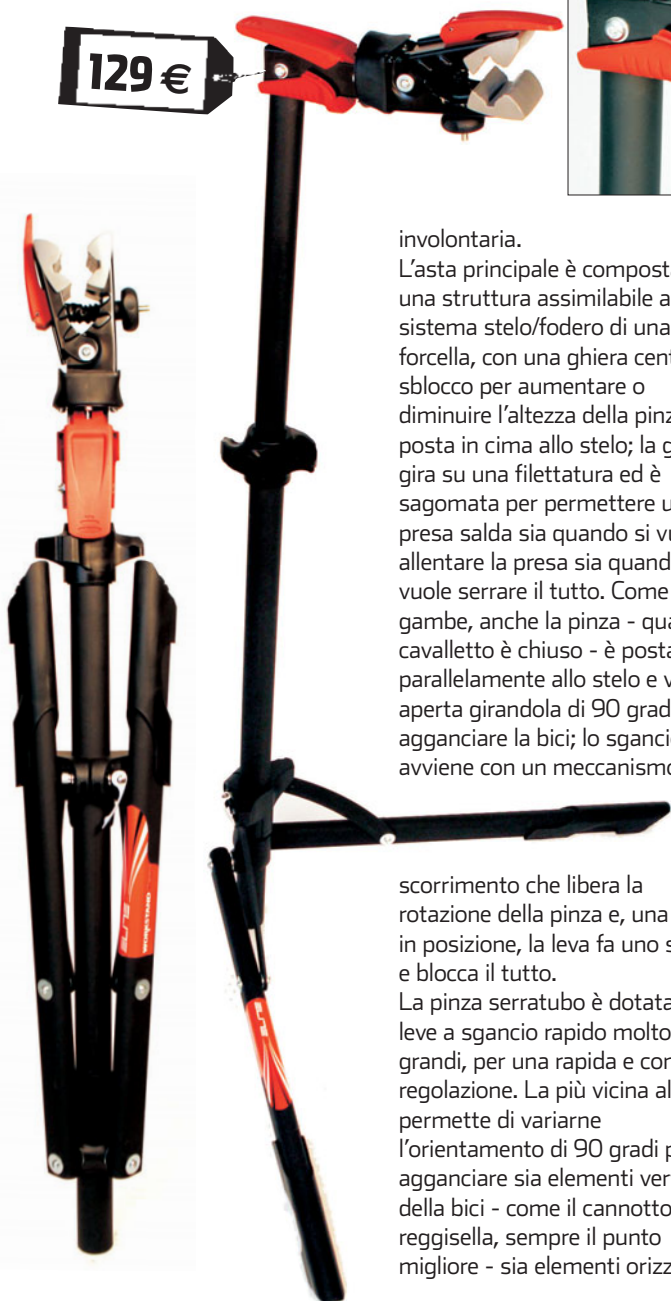 129 €
involontaria.
L'asta principale è compost
una struttura assimilabile a
sistema stelo/fodero di una
forcella, con una ghiera cent
sblocco per aumentare o
diminuire l'altezza della pinz
posta in cima allo stelo; la g
gira su una filettatura ed è
sagomata per permettere u
presa salda sia quando si vu
allentare la presa sia quand
vuole serrare il tutto. Come
gambe, anche la pinza - qua
cavalletto è chiuso - è posta
parallelamente allo stelo e v
aperta girandola di 90 grad
agganciare la bici; lo sganci
avviene con un meccanismo
scorrimento che libera la
rotazione della pinza e, una
in posizione, la leva fa uno s
e blocca il tutto.
La pinza serratubo è dotata
leve a sgancio rapido molto
grandi, per una rapida e con
regolazione. La più vicina al
permette di variarne
l'orientamento di 90 gradi p
agganciare sia elementi ver
della bici - come il cannotto
reggisella, sempre il punto
migliore - sia elementi orizz
ELITE
WORKSTAND
ELITE